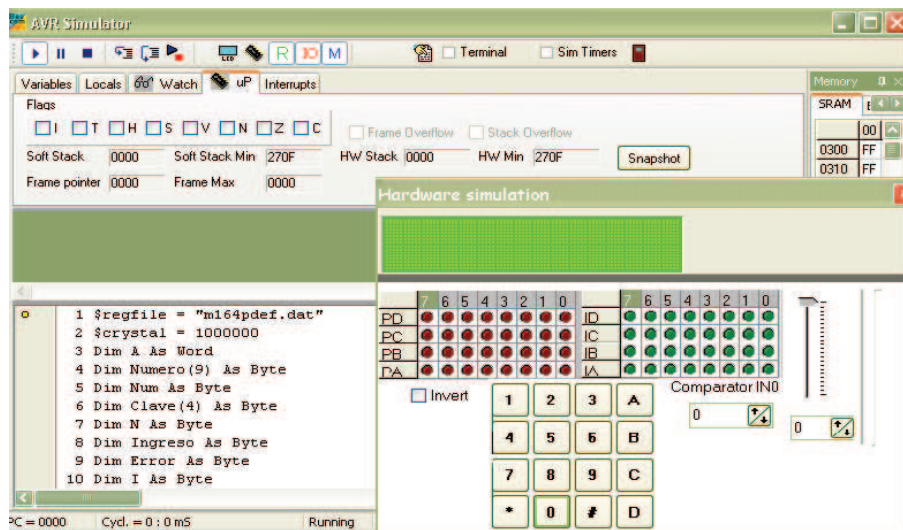 AVR Simulator
R IO M Terminal Sim Timers
Variables Locals Watch uP Interrupts
Memory
Flags
SRAM E
I T H S V N Z C
Frame Overflow Stack Overflow
00
Soft Stack 0000 Soft Stack Min 270F HW Stack 0000 HW Min 270F Snapshot
0300 FF
0310 FF
Frame pointer 0000 Frame Max 0000
Hardware simulation
7 6 5 4 3 2 1 0 7 6 5 4 3 2 1 0
PD ID
PC IC
PB IB
PA IA
Invert
Comparator IN0
0
0
1 2 3 A
4 5 6 B
7 8 9 C
* 0 # D
1 $regfile = "m164pdef.dat"
2 $crystal = 1000000
3 Dim A As Word
4 Dim Numero(9) As Byte
5 Dim Num As Byte
6 Dim Clave(4) As Byte
7 Dim N As Byte
8 Dim Ingreso As Byte
9 Dim Error As Byte
10 Dim I As Byte
PC = 0000 Cycl. = 0 : 0 mS Running